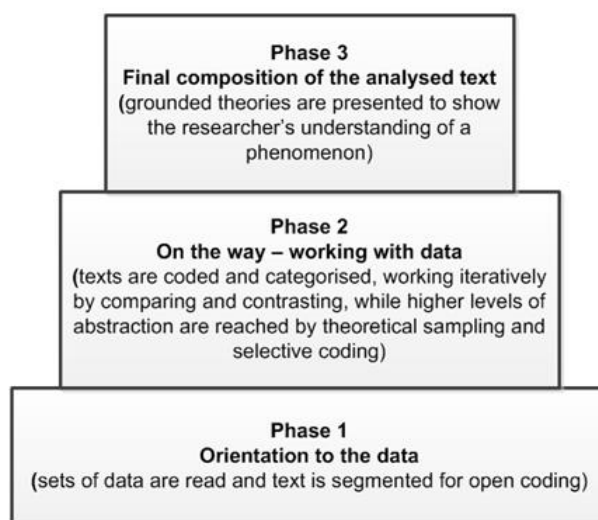 Phase 3
Final composition of the analysed text
(grounded theories are presented to show
the researcher's understanding of a
phenomenon)
Phase 2
On the way – working with data
(texts are coded and categorised, working iteratively
by comparing and contrasting, while higher levels of
abstraction are reached by theoretical sampling and
selective coding)
Phase 1
Orientation to the data
(sets of data are read and text is segmented for open coding)